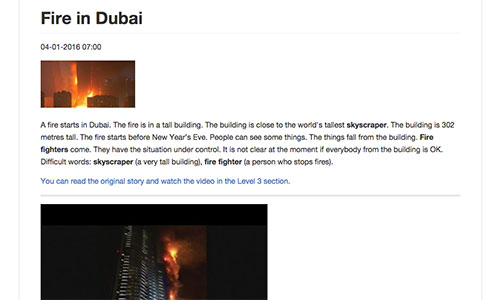 Fire in Dubai
04-01-2016 07:00
A fire starts in Dubai. The fire is in a tall building. The building is close to the world's tallest skyscraper. The building is 302
metres tall. The fire starts before New Year's Eve. People can see some things. The things fall from the building. Fire
fighters come. They have the situation under control. It is not clear at the moment if everybody from the building is OK.
Difficult words: skyscraper (a very tall building), fire fighter (a person who stops fires).
You can read the original story and watch the video in the Level 3 section.